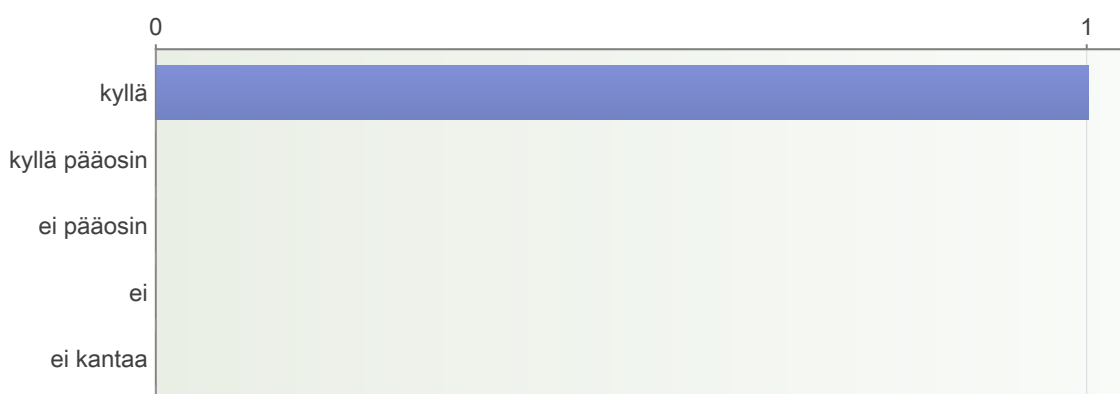 0 1
kyllä
kyllä pääosin
ei pääosin
ei
ei kantaa